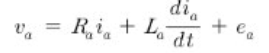 v_a = R_a i_a + L_a \frac{di_a}{dt} + e_a